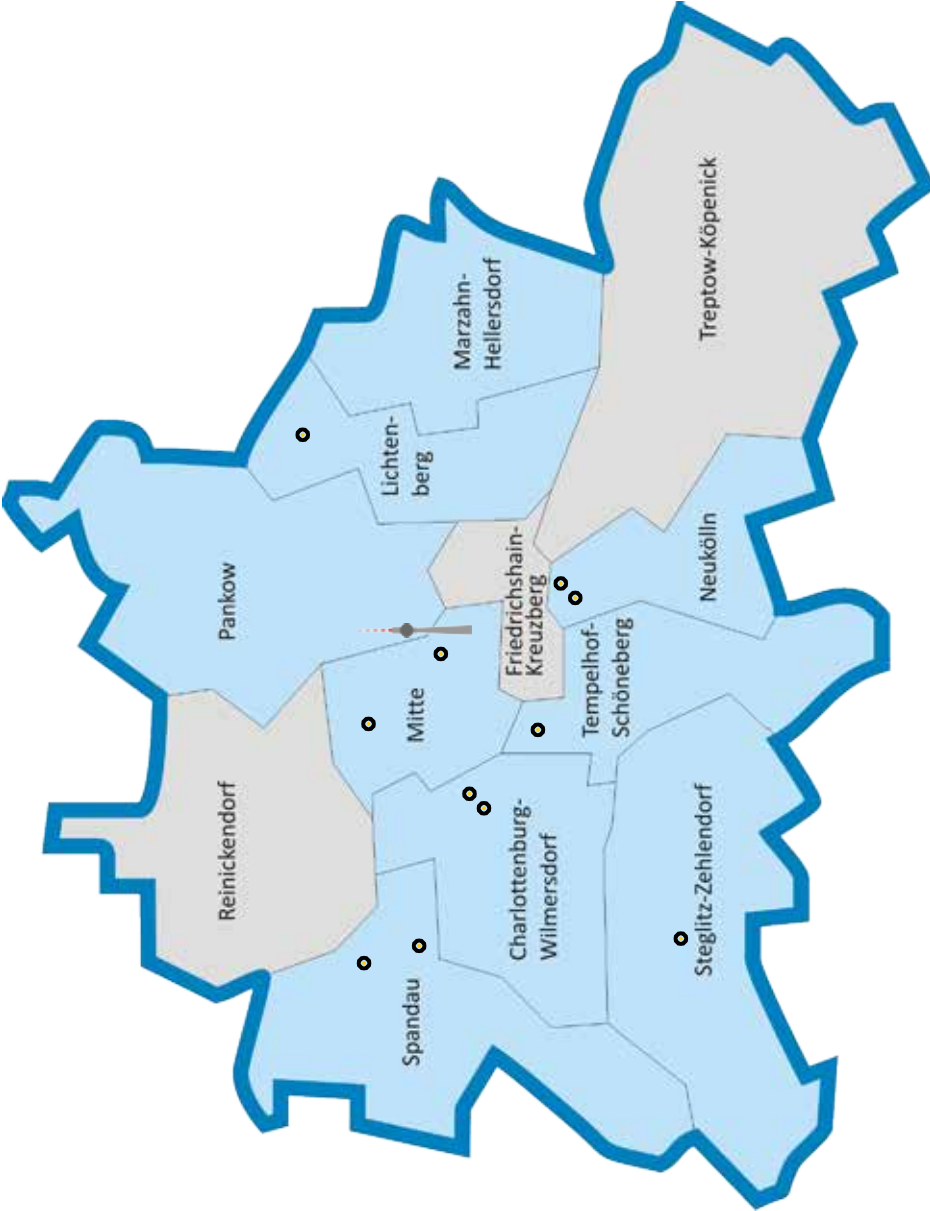 Reinickendorf
Pankow
Lichten-
berg
Marzahn-
Hellersdorf
Spandau
Mitte
Friedrichshain-
Kreuzberg
Charlottenburg-
Wilmersdorf
Tempelhof-
Schöneberg
Steglitz-Zehlendorf
Neukölln
Treptow-Köpenick